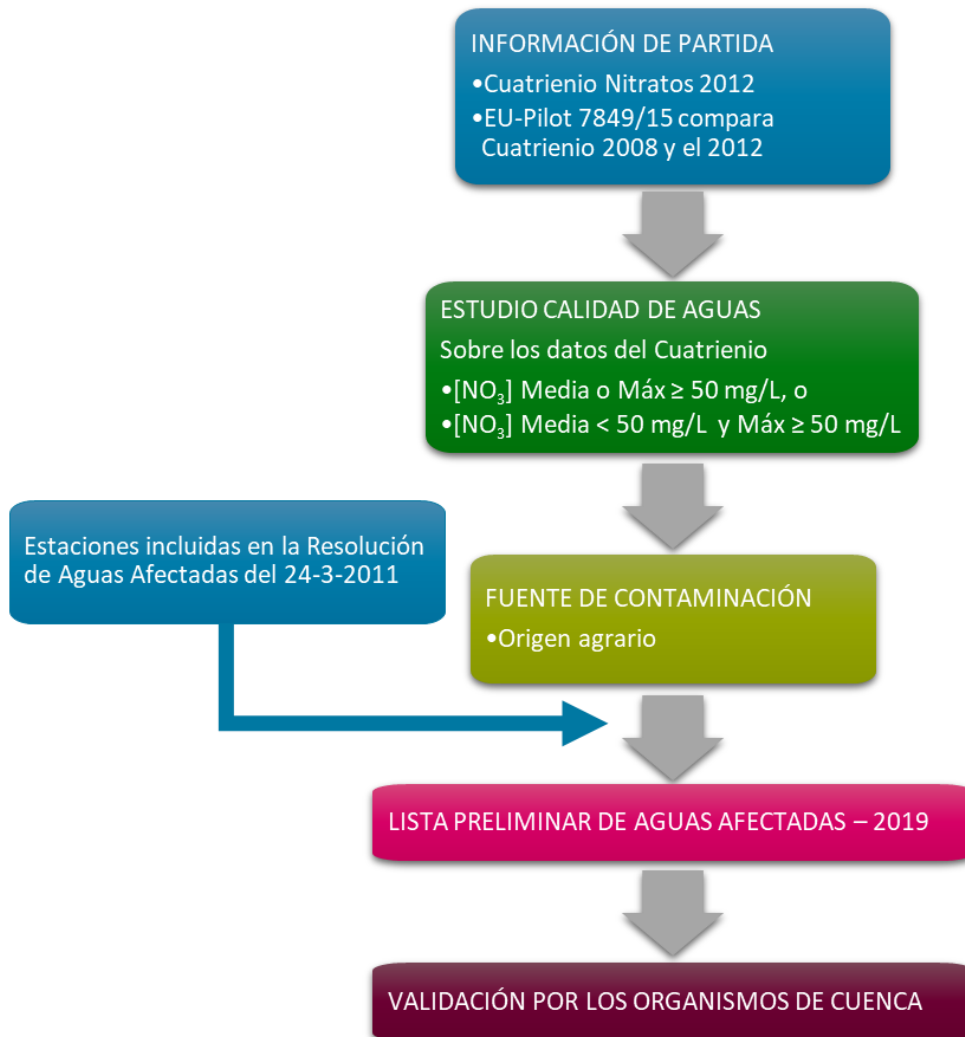 INFORMACIÓN DE PARTIDA
•Cuatrienio Nitratos 2012
•EU-Pilot 7849/15 compara
Cuatrienio 2008 y el 2012
ESTUDIO CALIDAD DE AGUAS
Sobre los datos del Cuatrienio
•[NO₃] Media o Máx ≥ 50 mg/L, o
•[NO₃] Media < 50 mg/L y Máx ≥ 50 mg/L
Estaciones incluidas en la Resolución
de Aguas Afectadas del 24-3-2011
FUENTE DE CONTAMINACIÓN
•Origen agrario
LISTA PRELIMINAR DE AGUAS AFECTADAS – 2019
VALIDACIÓN POR LOS ORGANISMOS DE CUENCA